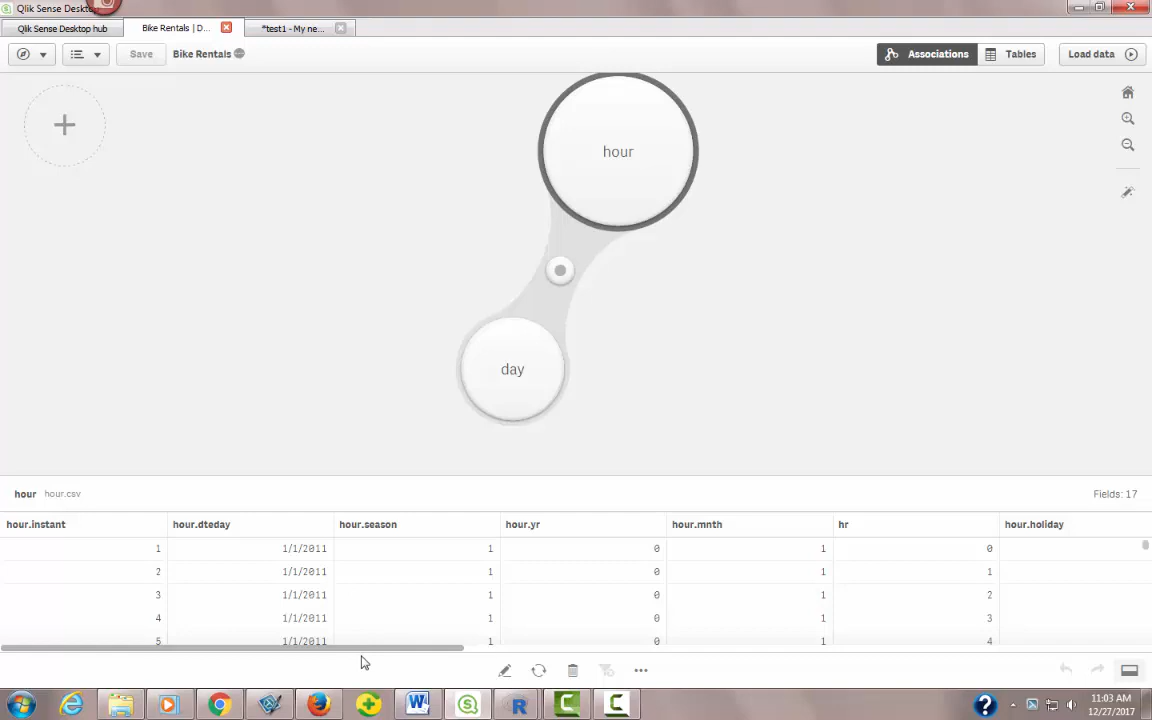 Qlik Sense Desktop
Qlik Sense Desktop hub
Bike Rentals | D...
*test1 - My ne...
Save
Bike Rentals
Associations
Tables
Load data
hour
day
hour hour.csv
Fields: 17
hour.instant hour.dteday hour.season hour.yr hour.mnth hr hour.holiday
1 1/1/2011 1 0 1 0
2 1/1/2011 1 0 1 1
3 1/1/2011 1 0 1 2
4 1/1/2011 1 0 1 3
5 1/1/2011 1 0 1 4
11:03 AM
12/27/2017